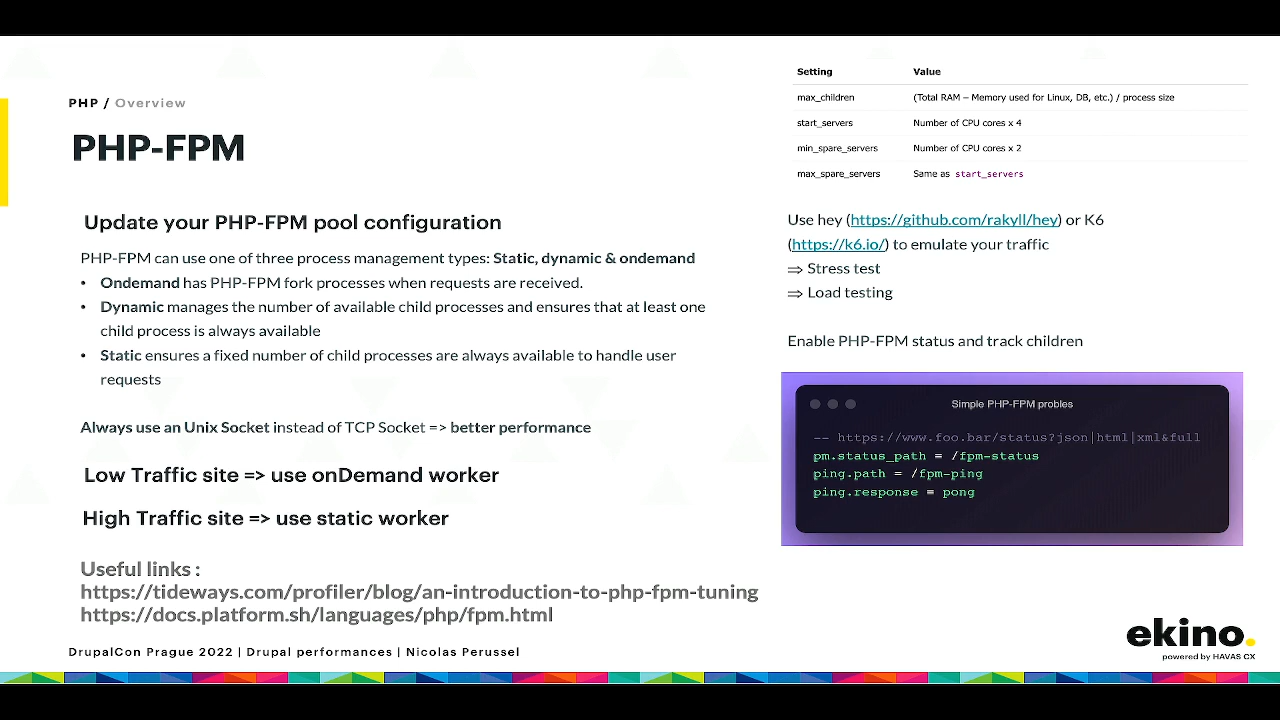 PHP / Overview
PHP-FPM
Update your PHP-FPM pool configuration
PHP-FPM can use one of three process management types: Static, dynamic & ondemand
• Ondemand has PHP-FPM fork processes when requests are received.
• Dynamic manages the number of available child processes and ensures that at least one
child process is always available
• Static ensures a fixed number of child processes are always available to handle user
requests
Always use an Unix Socket instead of TCP Socket => better performance
Low Traffic site => use onDemand worker
High Traffic site => use static worker
Useful links :
https://tideways.com/profiler/blog/an-introduction-to-php-fpm-tuning
https://docs.platform.sh/languages/php/fpm.html
Setting Value
max_children (Total RAM – Memory used for Linux, DB, etc.) / process size
start_servers Number of CPU cores x 4
min_spare_servers Number of CPU cores x 2
max_spare_servers Same as start_servers
Use hey (https://github.com/rakyll/hey) or K6
(https://k6.io/) to emulate your traffic
⇒ Stress test
⇒ Load testing
Enable PHP-FPM status and track children
Simple PHP-FPM probles
-- https://www.foo.bar/status?json|html|xml&full
pm.status_path = /fpm-status
ping.path = /fpm-ping
ping.response = pong
DrupalCon Prague 2022 | Drupal performances | Nicolas Perussel
ekino.
powered by HAVAS CX